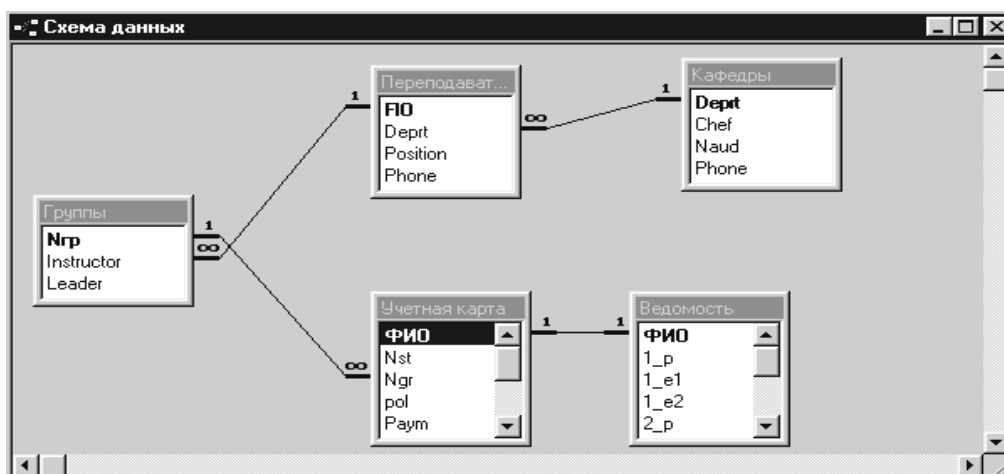 Схема данных
Переподават...
FIO
Deprt
Position
Phone
Кафедры
Deprt
Chef
Naud
Phone
Группы
Nгр
Instructor
Leader
Учетная карта
ФИО
Nst
Ngr
pol
Paym
Ведомость
ФИО
1_p
1_e1
1_e2
2_p
1
∞
1
1
∞
∞
1
1